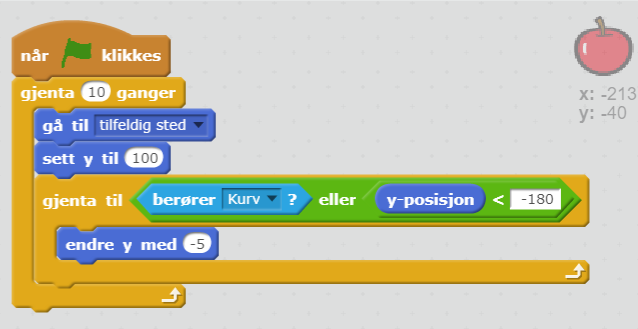 når klikkes
gjenta 10 ganger
gå til tilfeldig sted
sett y til 100
gjenta til berører Kurv ? eller y-posisjon < -180
endre y med -5
x: -213
y: -40